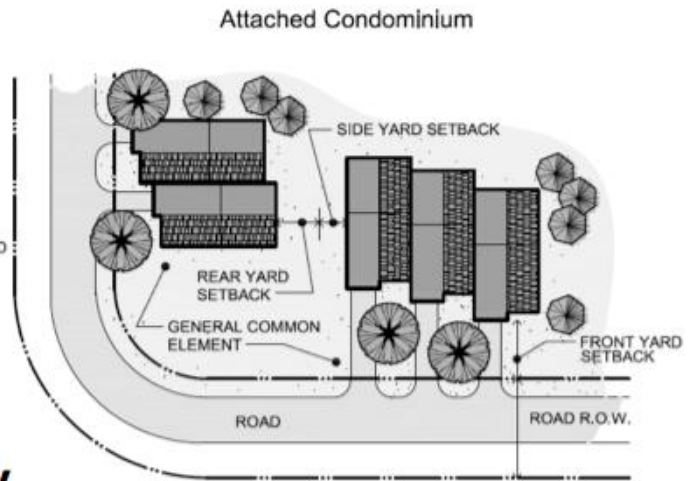 Attached Condominium
SIDE YARD SETBACK
REAR YARD
SETBACK
GENERAL COMMON
ELEMENT
FRONT YARD
SETBACK
ROAD
ROAD R.O.W.